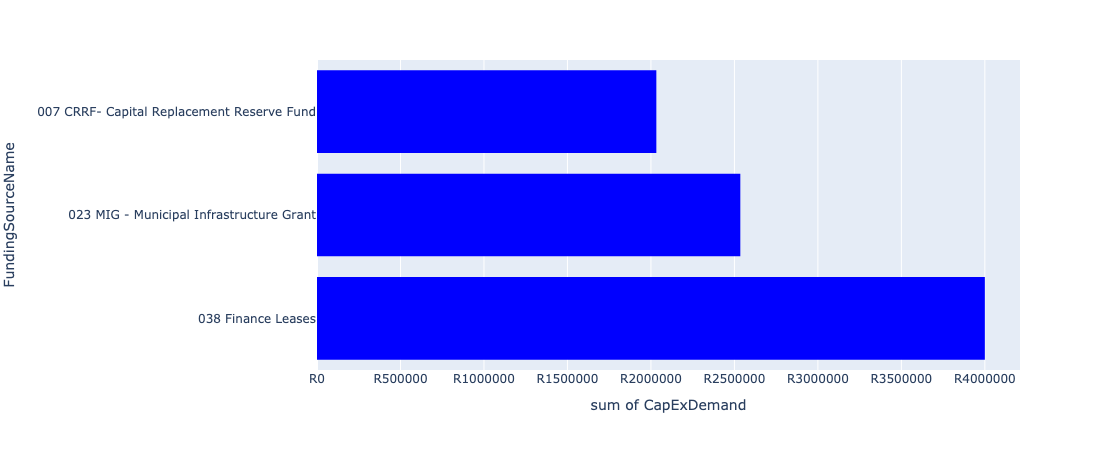 FundingSourceName
007 CRRF- Capital Replacement Reserve Fund
023 MIG - Municipal Infrastructure Grant
038 Finance Leases
R0 R500000 R1000000 R1500000 R2000000 R2500000 R3000000 R3500000 R4000000
sum of CapExDemand